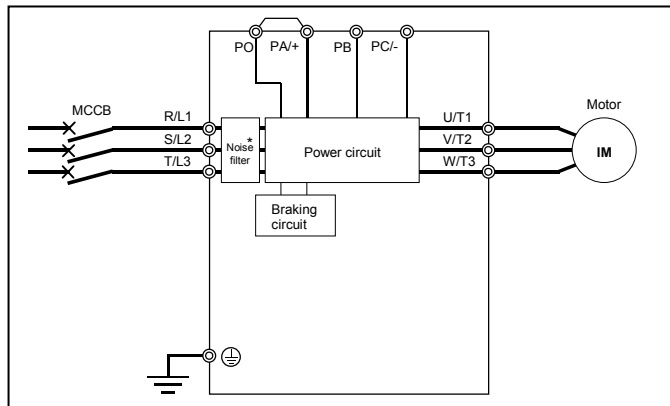 PO PA/+ PB PC/-
MCCB
R/L1
S/L2
T/L3
*
Noise
filter
Power circuit
Braking
circuit
U/T1
V/T2
W/T3
Motor
IM